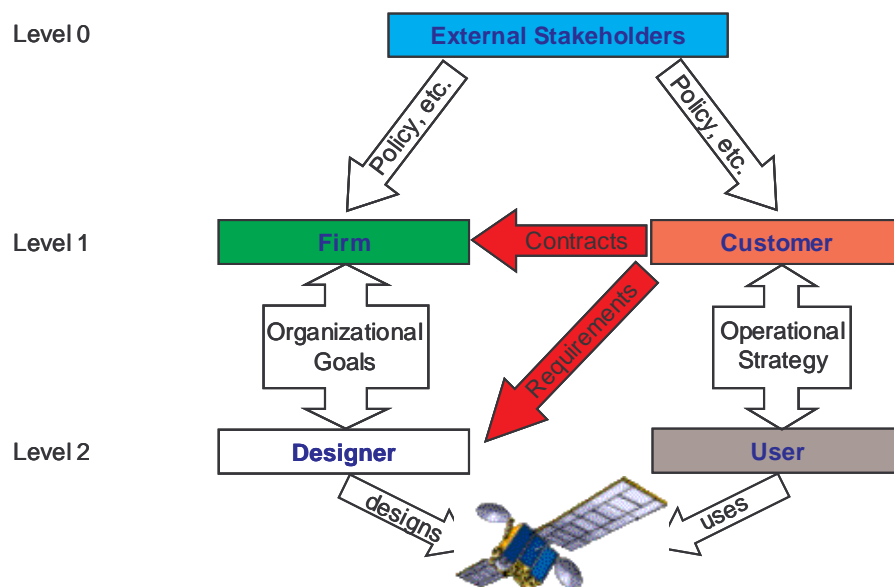 Level 0
External Stakeholders
Policy, etc.
Policy, etc.
Level 1
Firm
Contracts
Customer
Organizational
Goals
Requirements
Operational
Strategy
Level 2
Designer
User
designs
uses